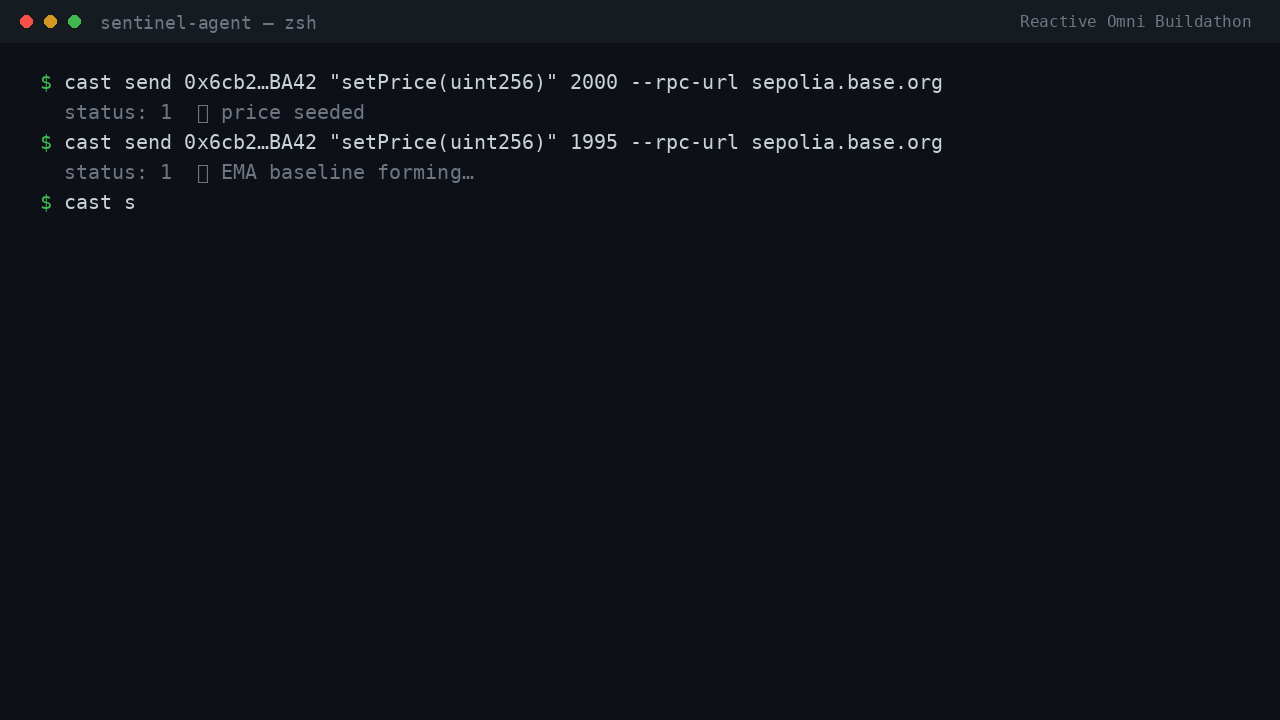 sentinel-agent — zsh
Reactive Omni Buildathon
$ cast send 0x6cb2…BA42 "setPrice(uint256)" 2000 --rpc-url sepolia.base.org
status: 1 price seeded
$ cast send 0x6cb2…BA42 "setPrice(uint256)" 1995 --rpc-url sepolia.base.org
status: 1 EMA baseline forming…
$ cast s